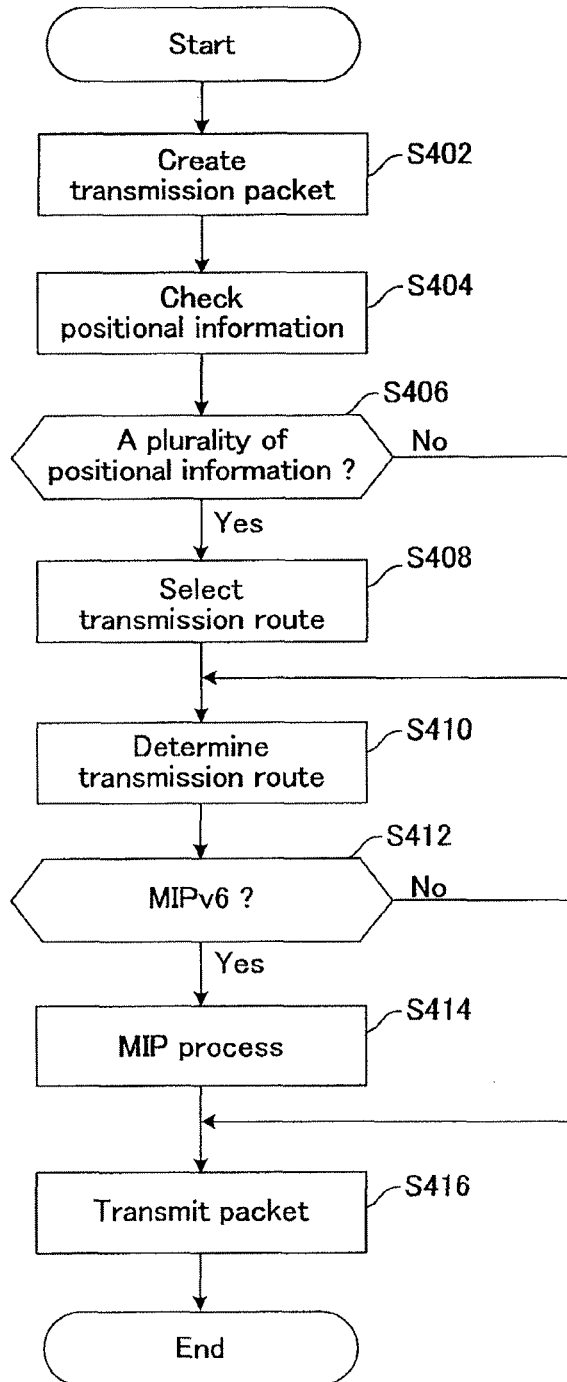 Start
S402
Create
transmission packet
S404
Check
positional information
S406
A plurality of
positional information ?
No
Yes
S408
Select
transmission route
S410
Determine
transmission route
S412
MIPv6 ?
No
Yes
S414
MIP process
S416
Transmit packet
End